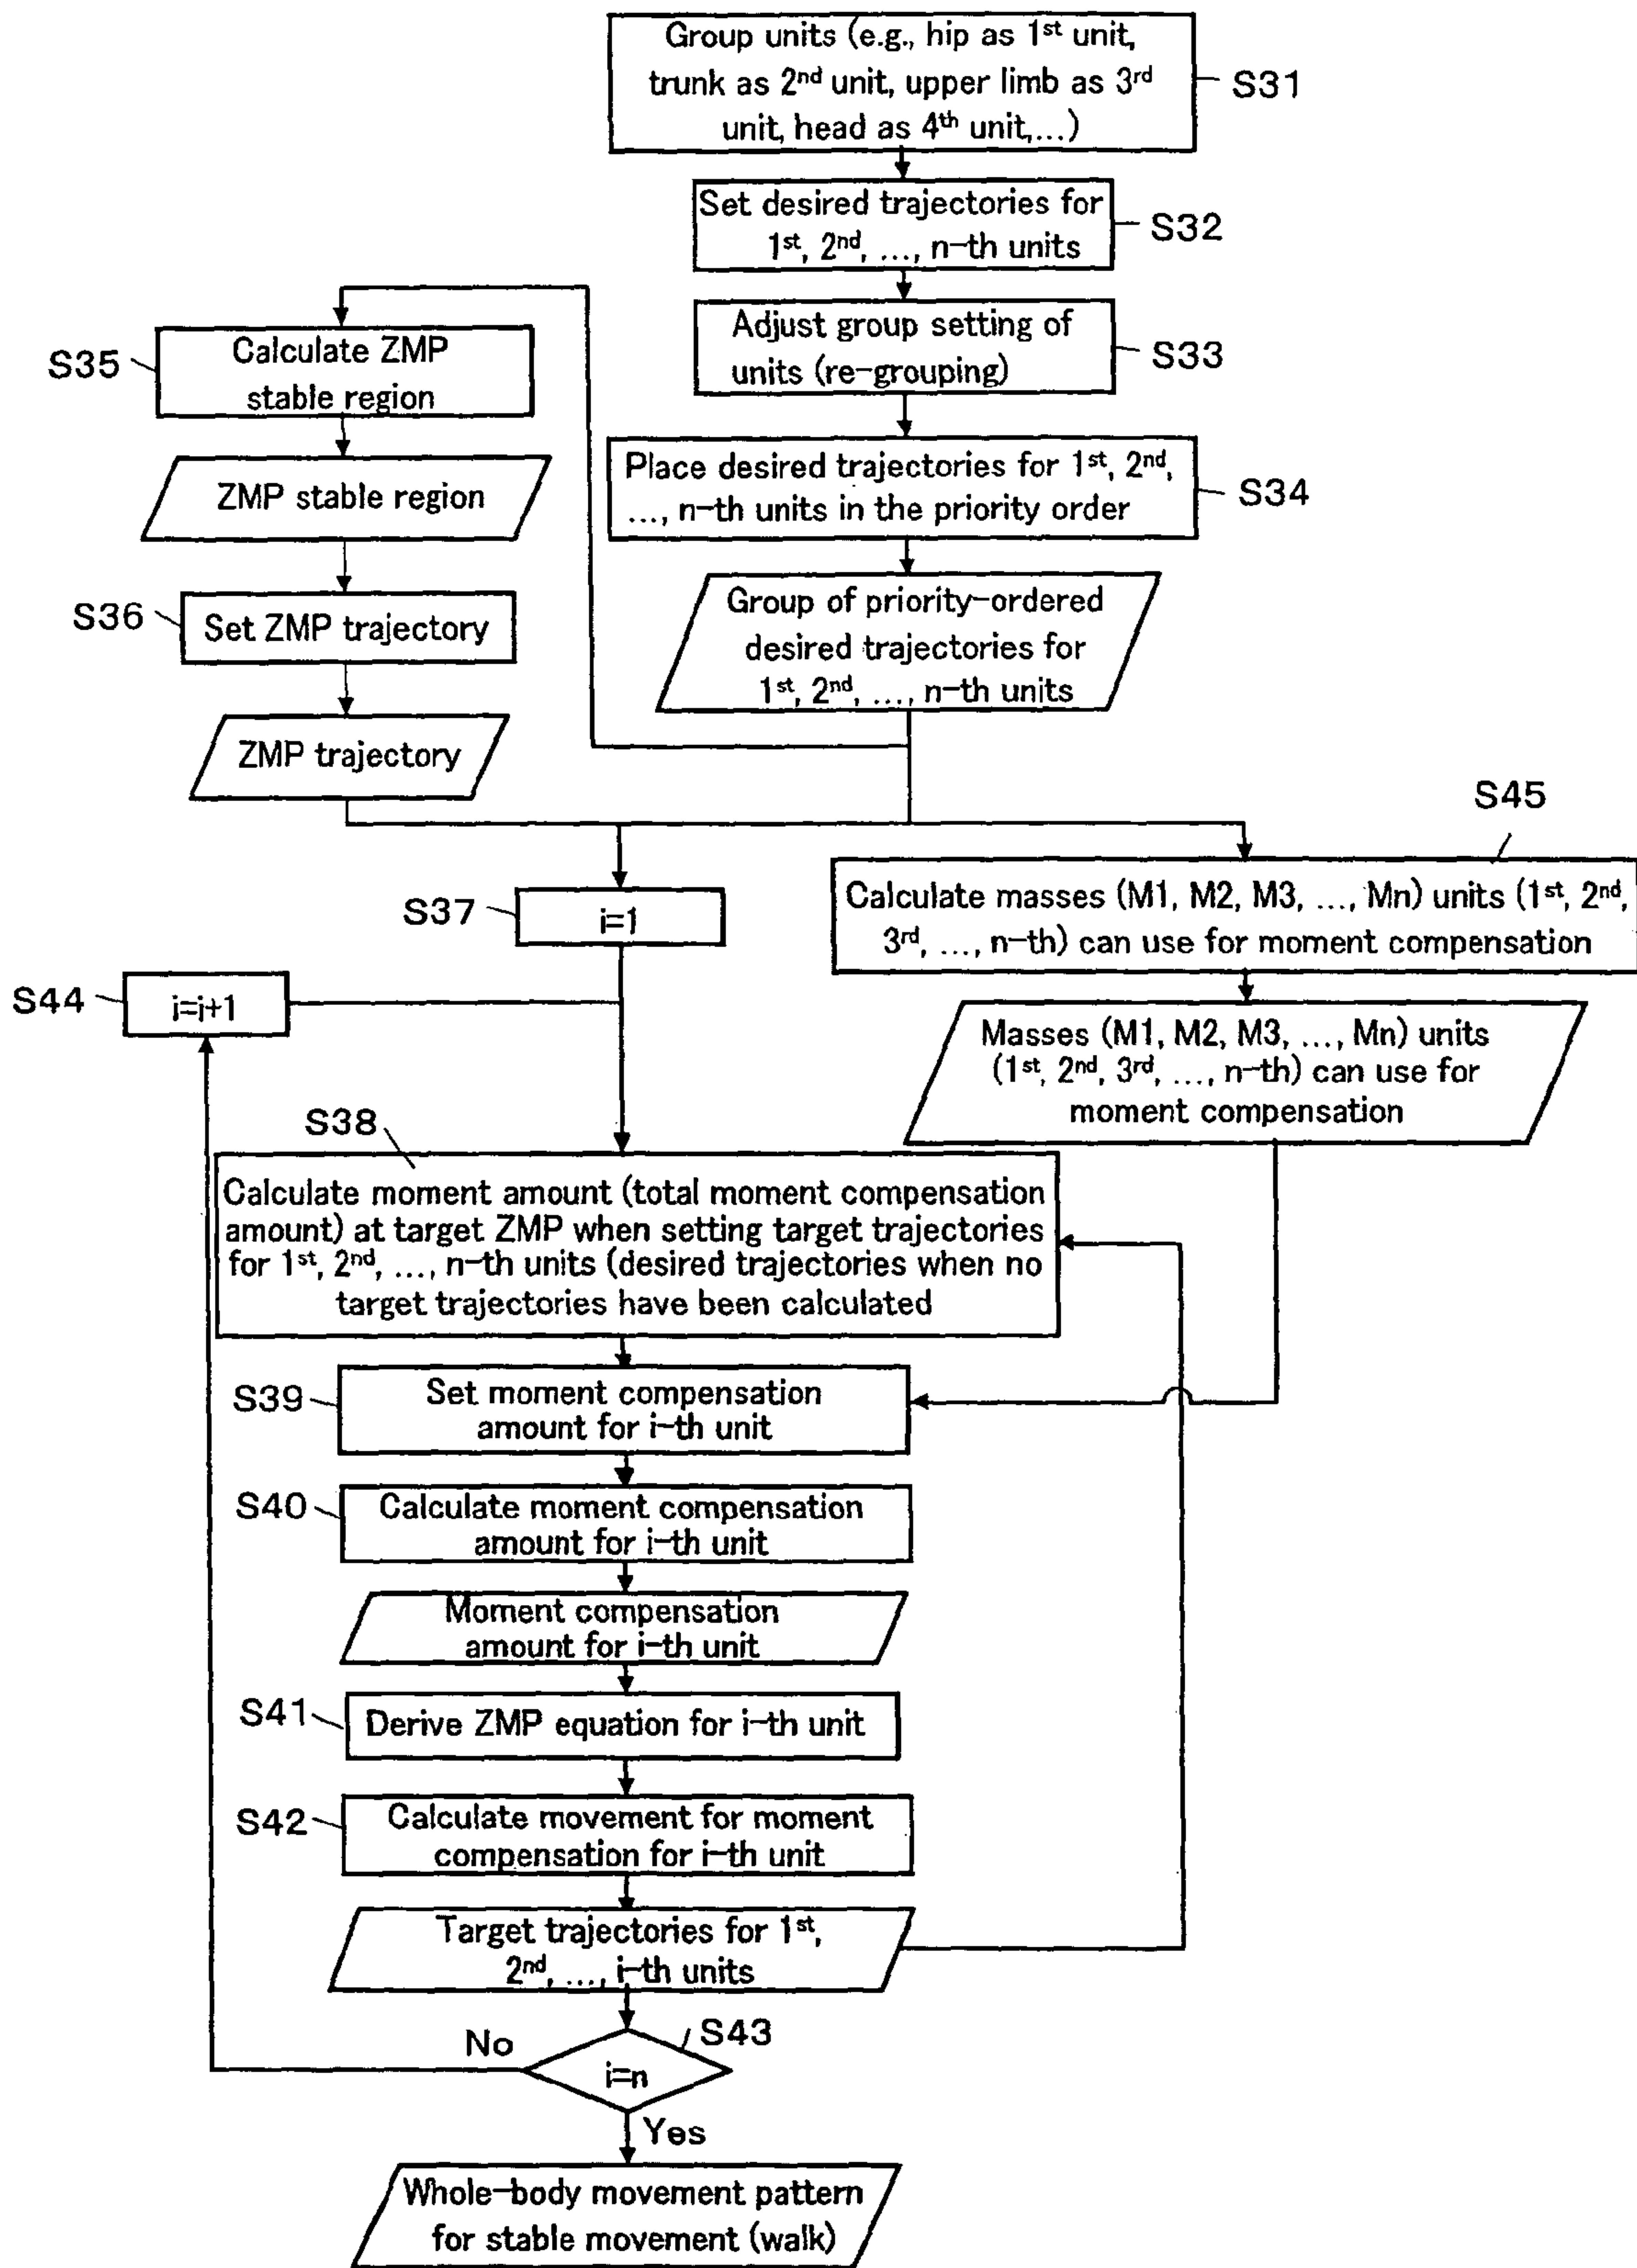 Group units (e.g., hip as 1st unit,
trunk as 2nd unit, upper limb as 3rd
unit, head as 4th unit,...)
S31
Set desired trajectories for
1st, 2nd, ..., n-th units
S32
Adjust group setting of
units (re-grouping)
S33
S35
Calculate ZMP
stable region
Place desired trajectories for 1st, 2nd,
..., n-th units in the priority order
S34
ZMP stable region
Group of priority-ordered
desired trajectories for
1st, 2nd, ..., n-th units
S36
Set ZMP trajectory
ZMP trajectory
S45
Calculate masses (M1, M2, M3, ..., Mn) units (1st, 2nd,
3rd, ..., n-th) can use for moment compensation
S37
i=1
S44
i=i+1
Masses (M1, M2, M3, ..., Mn) units
(1st, 2nd, 3rd, ..., n-th) can use for
moment compensation
S38
Calculate moment amount (total moment compensation
amount) at target ZMP when setting target trajectories
for 1st, 2nd, ..., n-th units (desired trajectories when no
target trajectories have been calculated
S39
Set moment compensation
amount for i-th unit
S40
Calculate moment compensation
amount for i-th unit
Moment compensation
amount for i-th unit
S41
Derive ZMP equation for i-th unit
S42
Calculate movement for moment
compensation for i-th unit
Target trajectories for 1st,
2nd, ..., i-th units
S43
No
i=n
Yes
Whole-body movement pattern
for stable movement (walk)